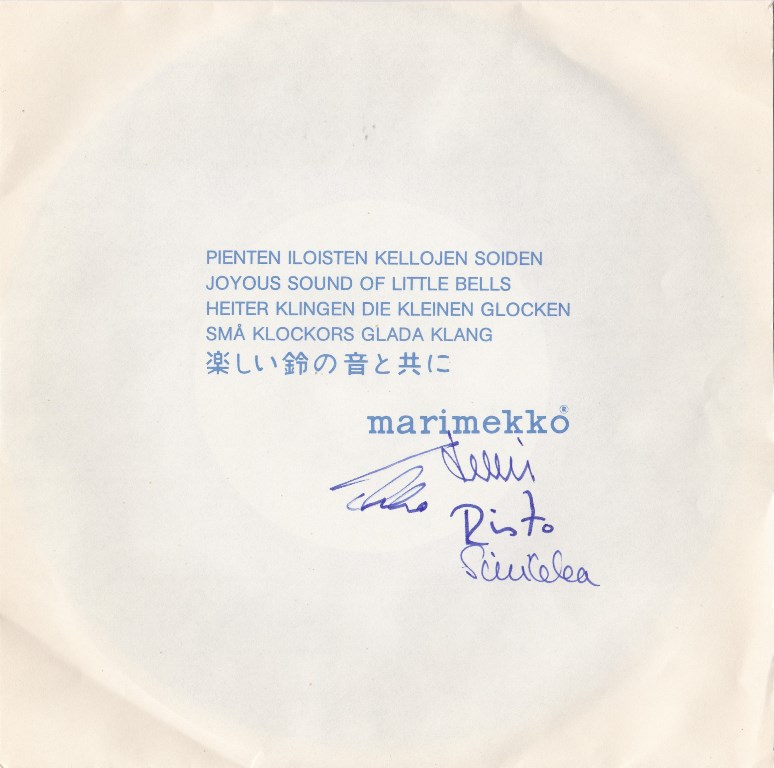 PIENTEN ILOISTEN KELLOJEN SOIDEN
JOYOUS SOUND OF LITTLE BELLS
HEITER KLINGEN DIE KLEINEN GLOCKEN
SMÅ KLOCKORS GLADA KLANG
楽しい鈴の音と共に
marimekko®
Risto